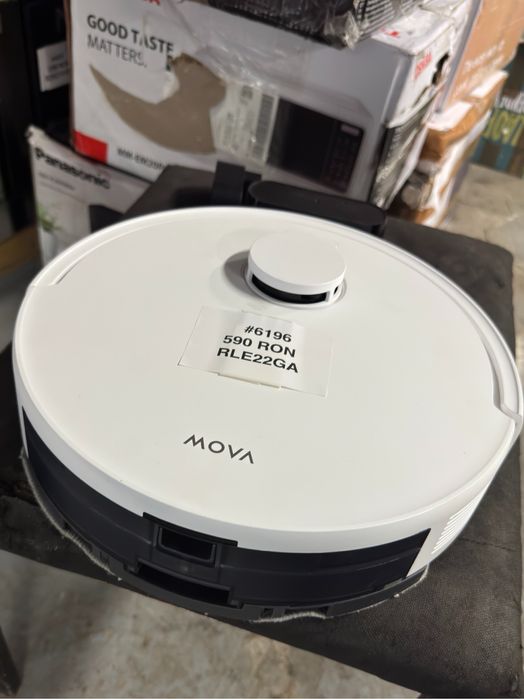 GOOD TASTE
MATTERS.
Panasonic
#6196
590 RON
RLE22GA
MOVA